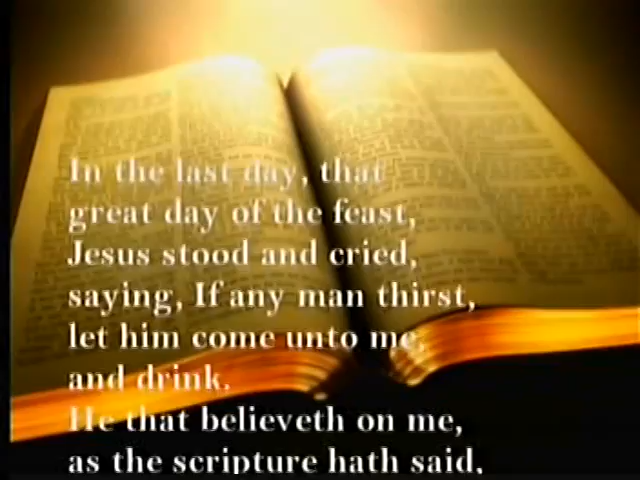 In the last day, that
great day of the feast,
Jesus stood and cried,
saying, If any man thirst,
let him come unto me,
and drink.
He that believeth on me,
as the scripture hath said,